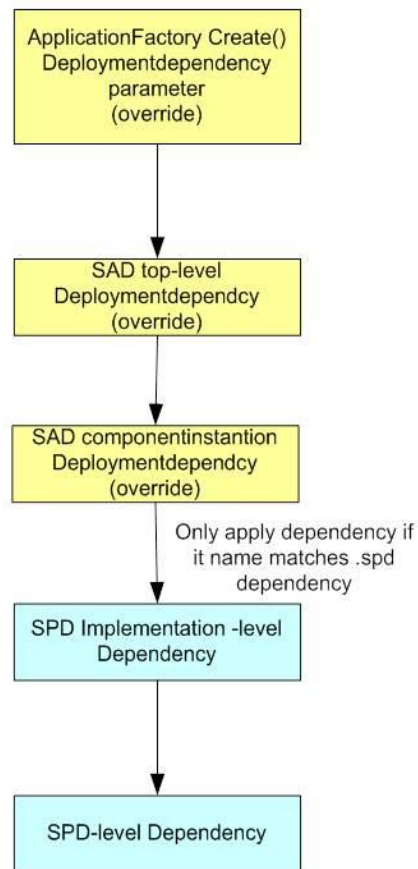 ApplicationFactory Create()
Deploymentdependency
parameter
(override)
SAD top-level
Deploymentdependcy
(override)
SAD componentinstantion
Deploymentdependcy
(override)
Only apply dependency if
it name matches .spd
dependency
SPD Implementation -level
Dependency
SPD-level Dependency